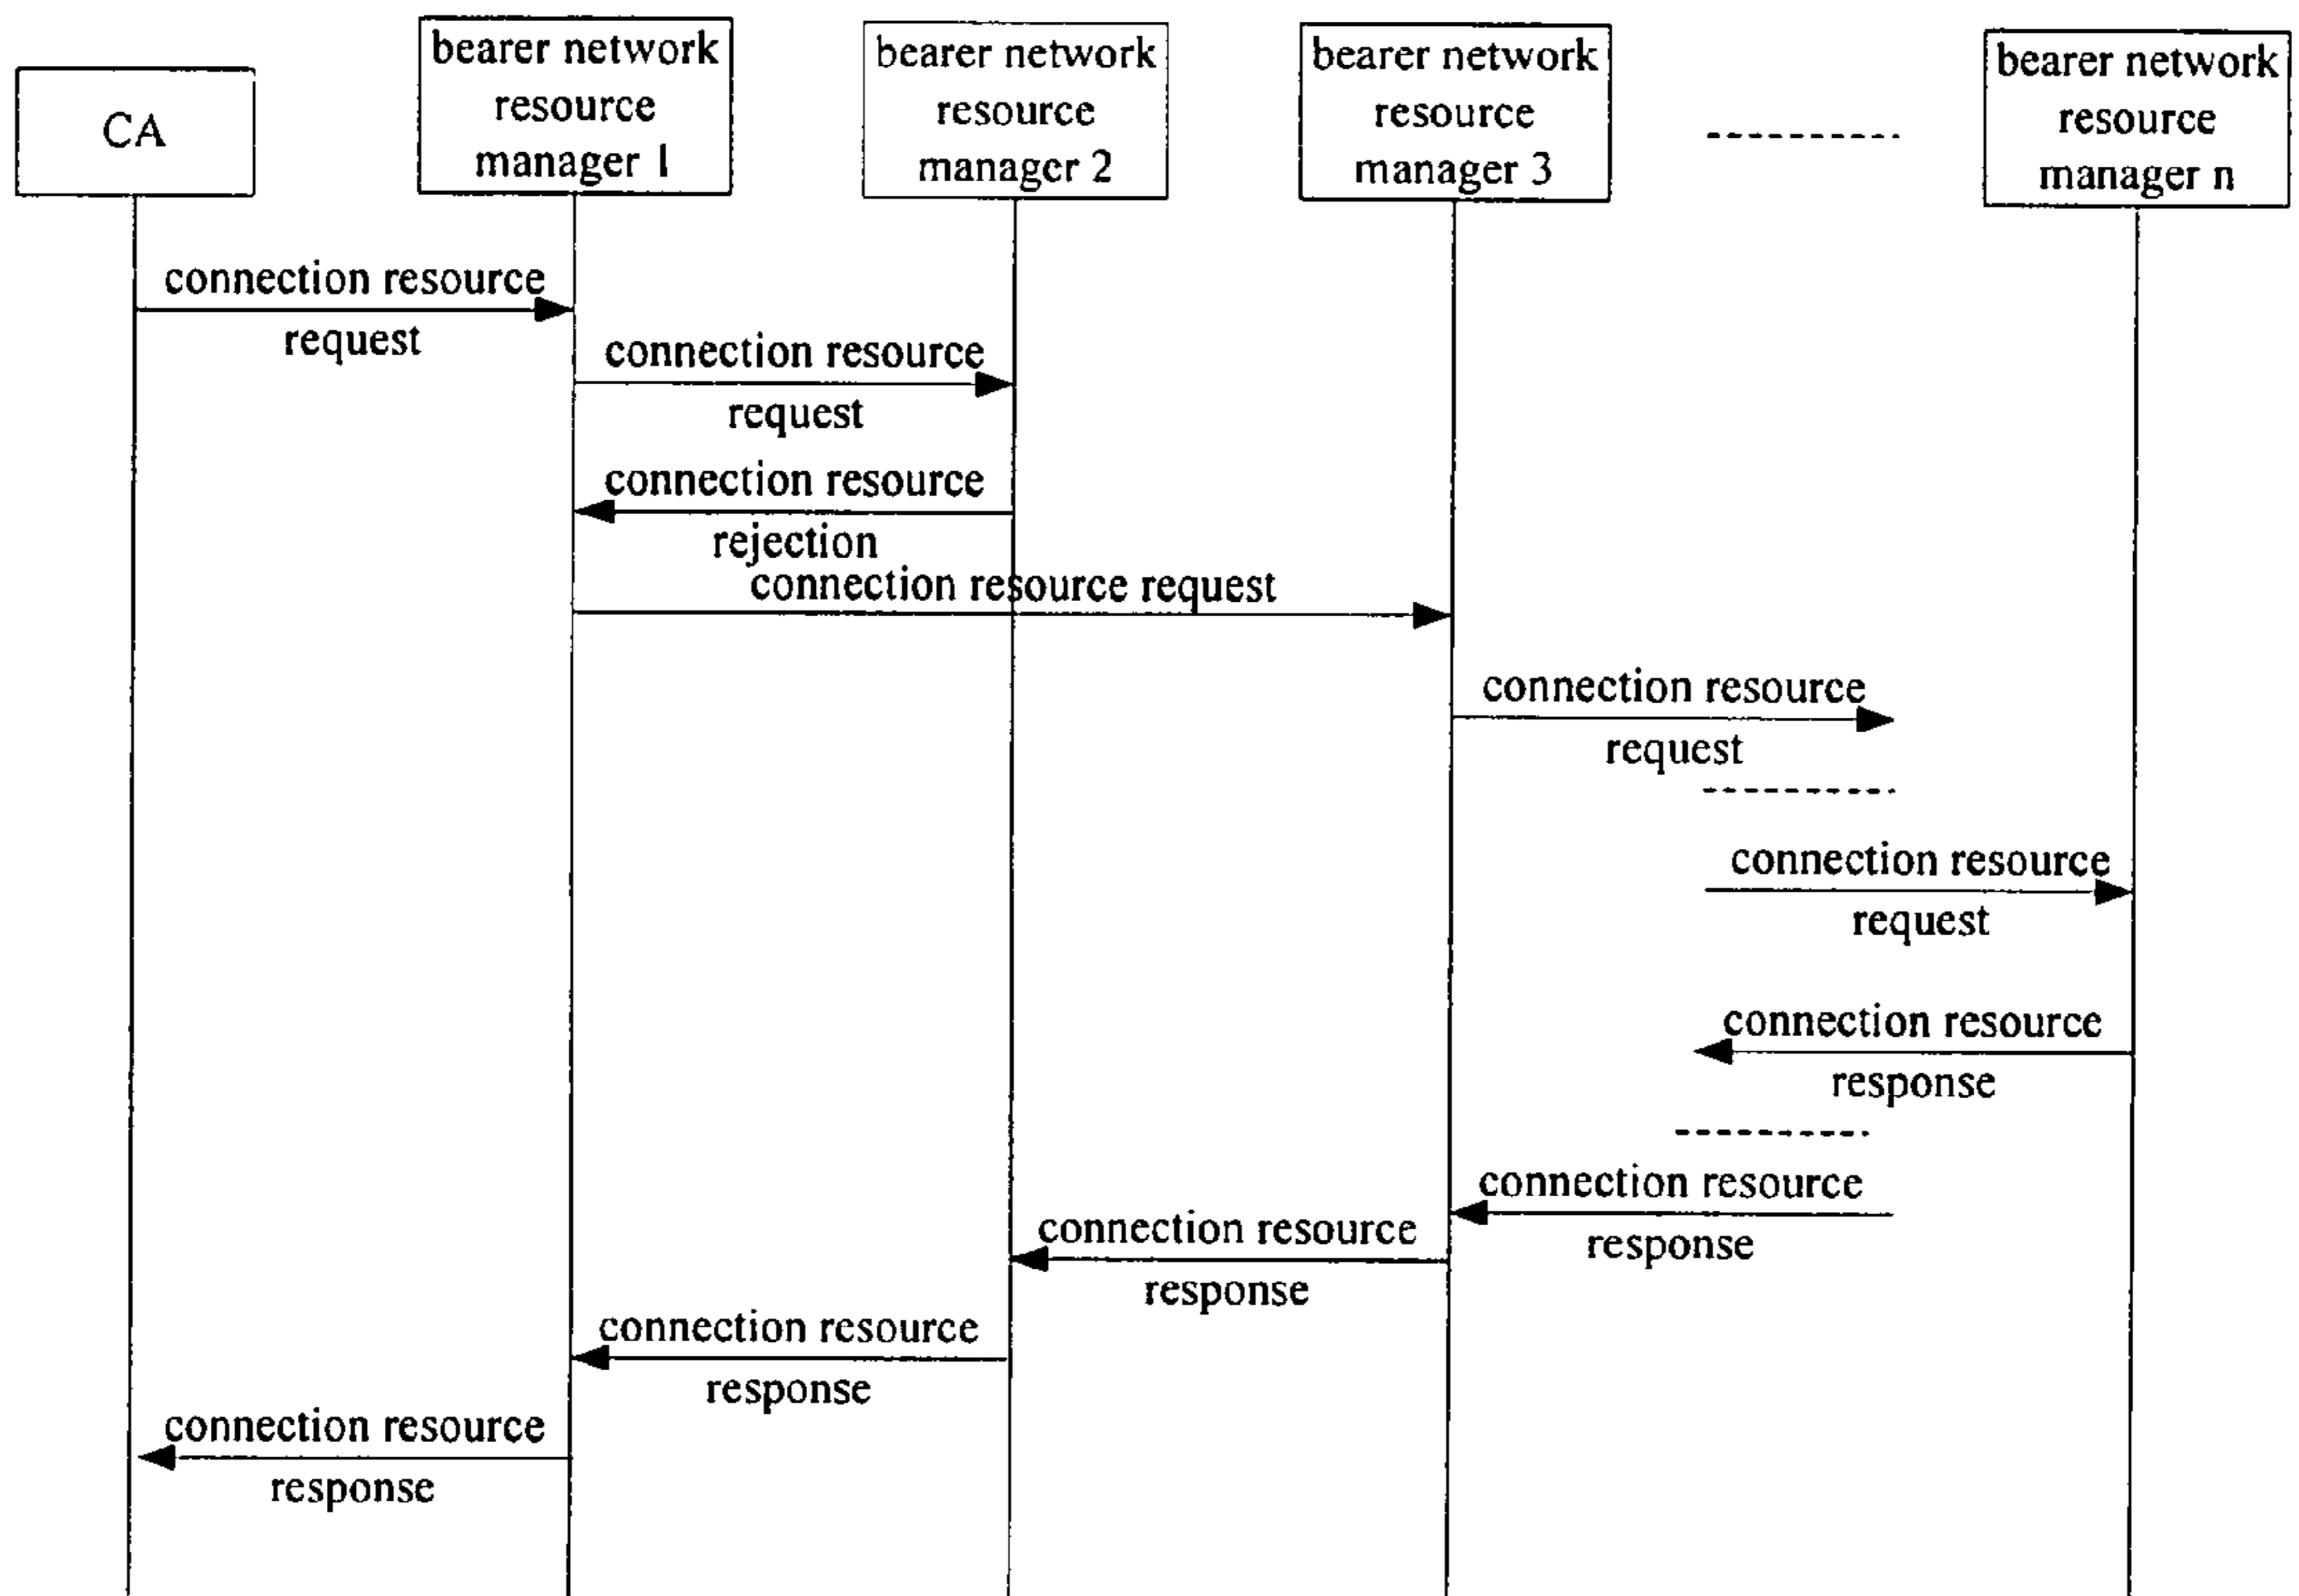 CA
bearer network
resource
manager 1
bearer network
resource
manager 2
bearer network
resource
manager 3
bearer network
resource
manager n
connection resource
request
connection resource
request
connection resource
rejection
connection resource request
connection resource
request
connection resource
request
connection resource
response
connection resource
response
connection resource
response
connection resource
response
connection resource
response